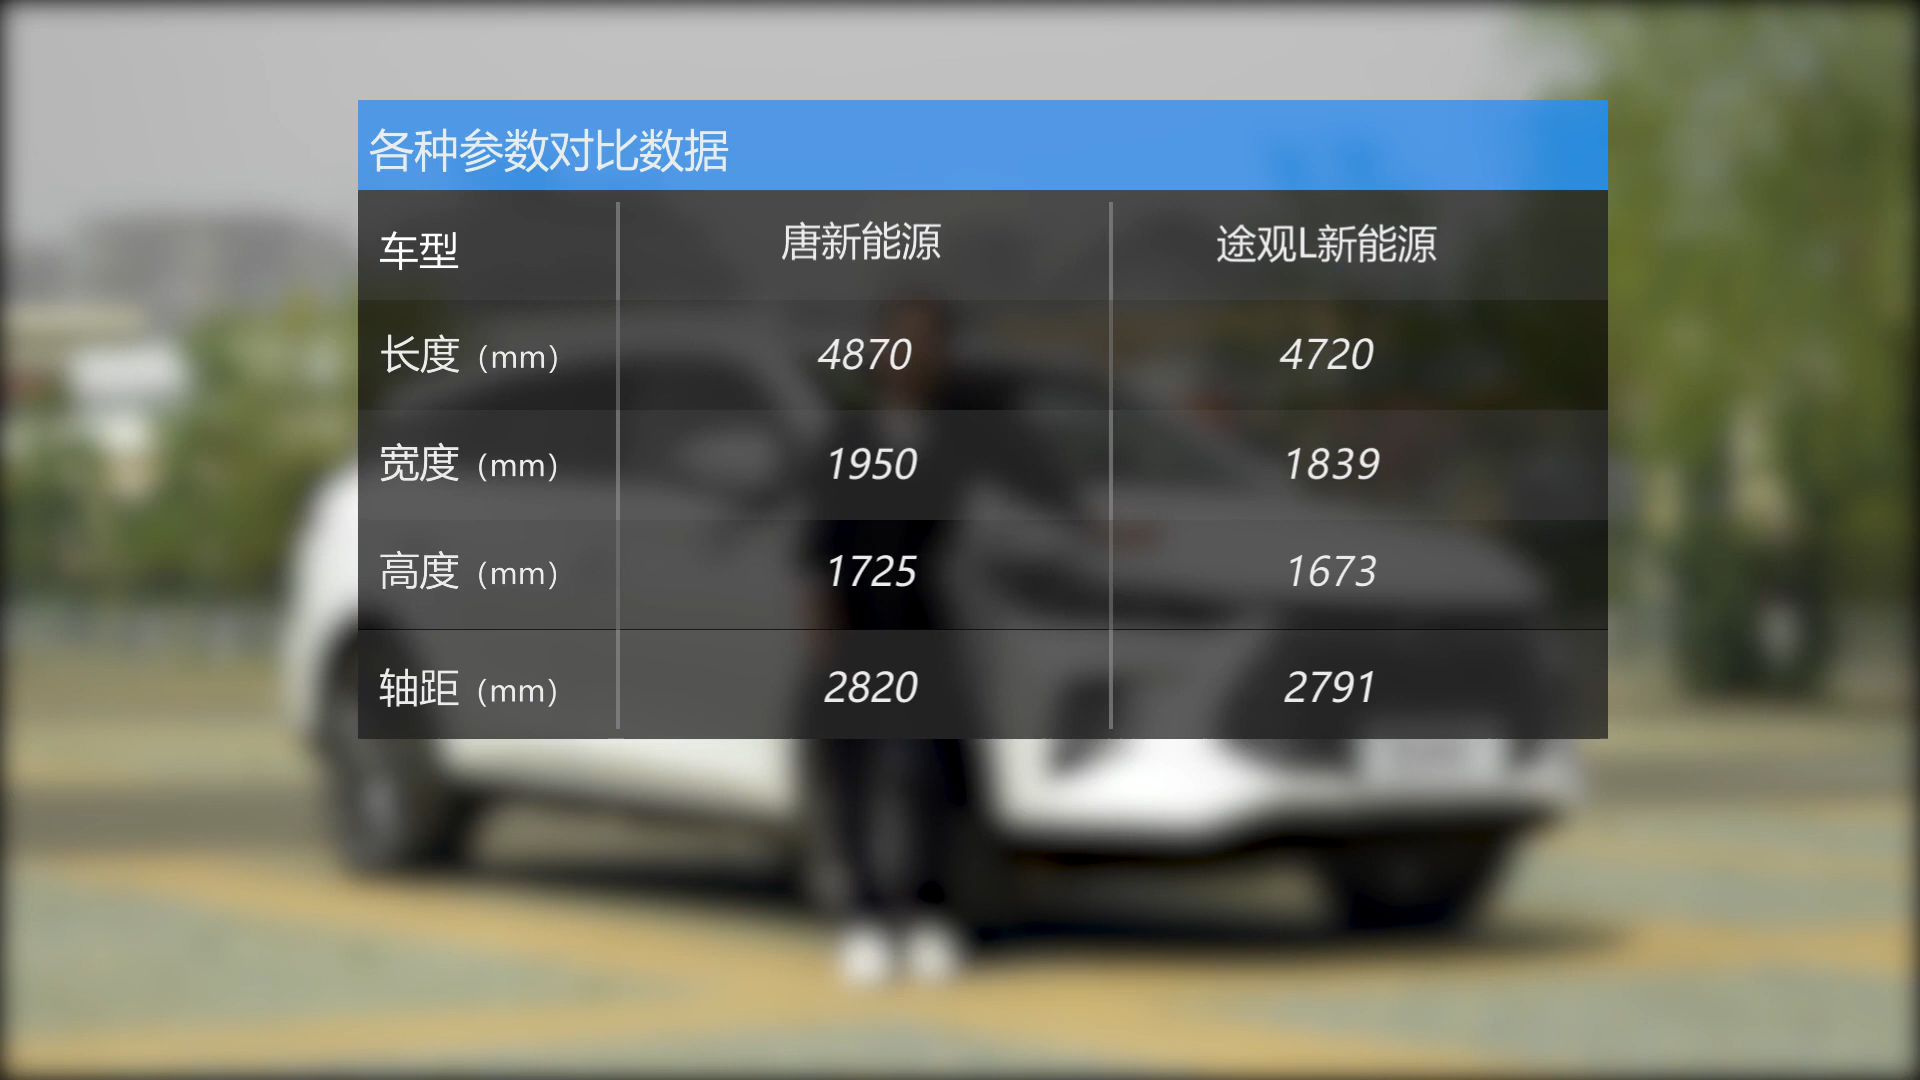 各种参数对比数据
车型 唐新能源 途观L新能源
长度（mm） 4870 4720
宽度（mm） 1950 1839
高度（mm） 1725 1673
轴距（mm） 2820 2791